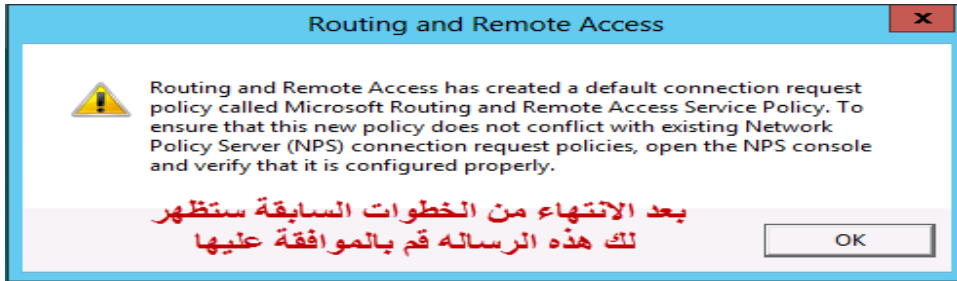 Routing and Remote Access
x
Routing and Remote Access has created a default connection request
policy called Microsoft Routing and Remote Access Service Policy. To
ensure that this new policy does not conflict with existing Network
Policy Server (NPS) connection request policies, open the NPS console
and verify that it is configured properly.
بعد الانتهاء من الخطوات السابقة ستظهر
لك هذه الرساله قم بالموافقة عليها
OK